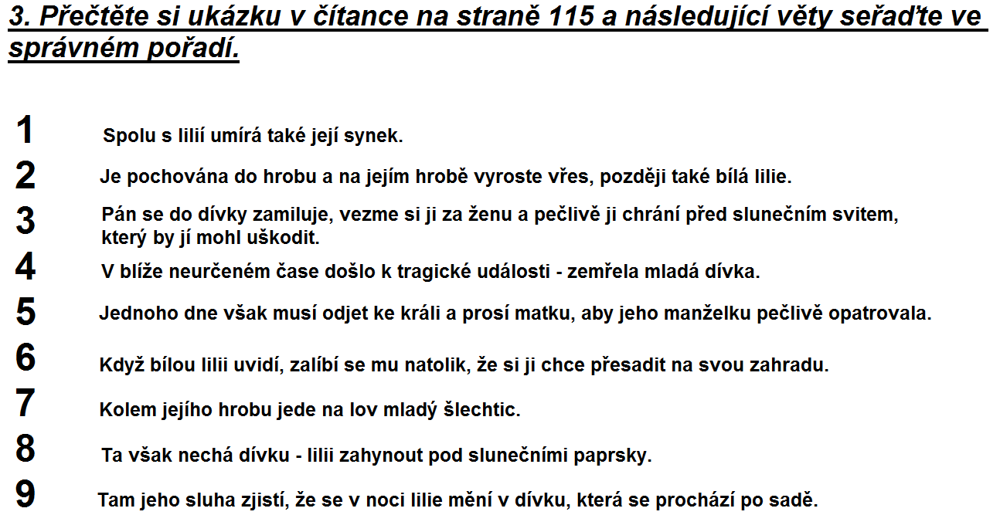 3. Přečtěte si ukázku v čítance na straně 115 a následující věty seřaďte ve
správném pořadí.
1 Spolu s lilií umírá také její synek.
2 Je pochována do hrobu a na jejím hrobě vyroste vřes, později také bílá lilie.
3 Pán se do dívky zamiluje, vezme si ji za ženu a pečlivě ji chrání před slunečním svitem,
který by jí mohl uškodit.
4 V blíže neurčeném čase došlo k tragické události - zemřela mladá dívka.
5 Jednoho dne však musí odjet ke králi a prosí matku, aby jeho manželku pečlivě opatrovala.
6 Když bílou lilii uvidí, zalíbí se mu natolik, že si ji chce přesadit na svou zahradu.
7 Kolem jejího hrobu jede na lov mladý šlechtic.
8 Ta však nechá dívku - lilii zahynout pod slunečními paprsky.
9 Tam jeho sluha zjistí, že se v noci lilie mění v dívku, která se prochází po sadě.